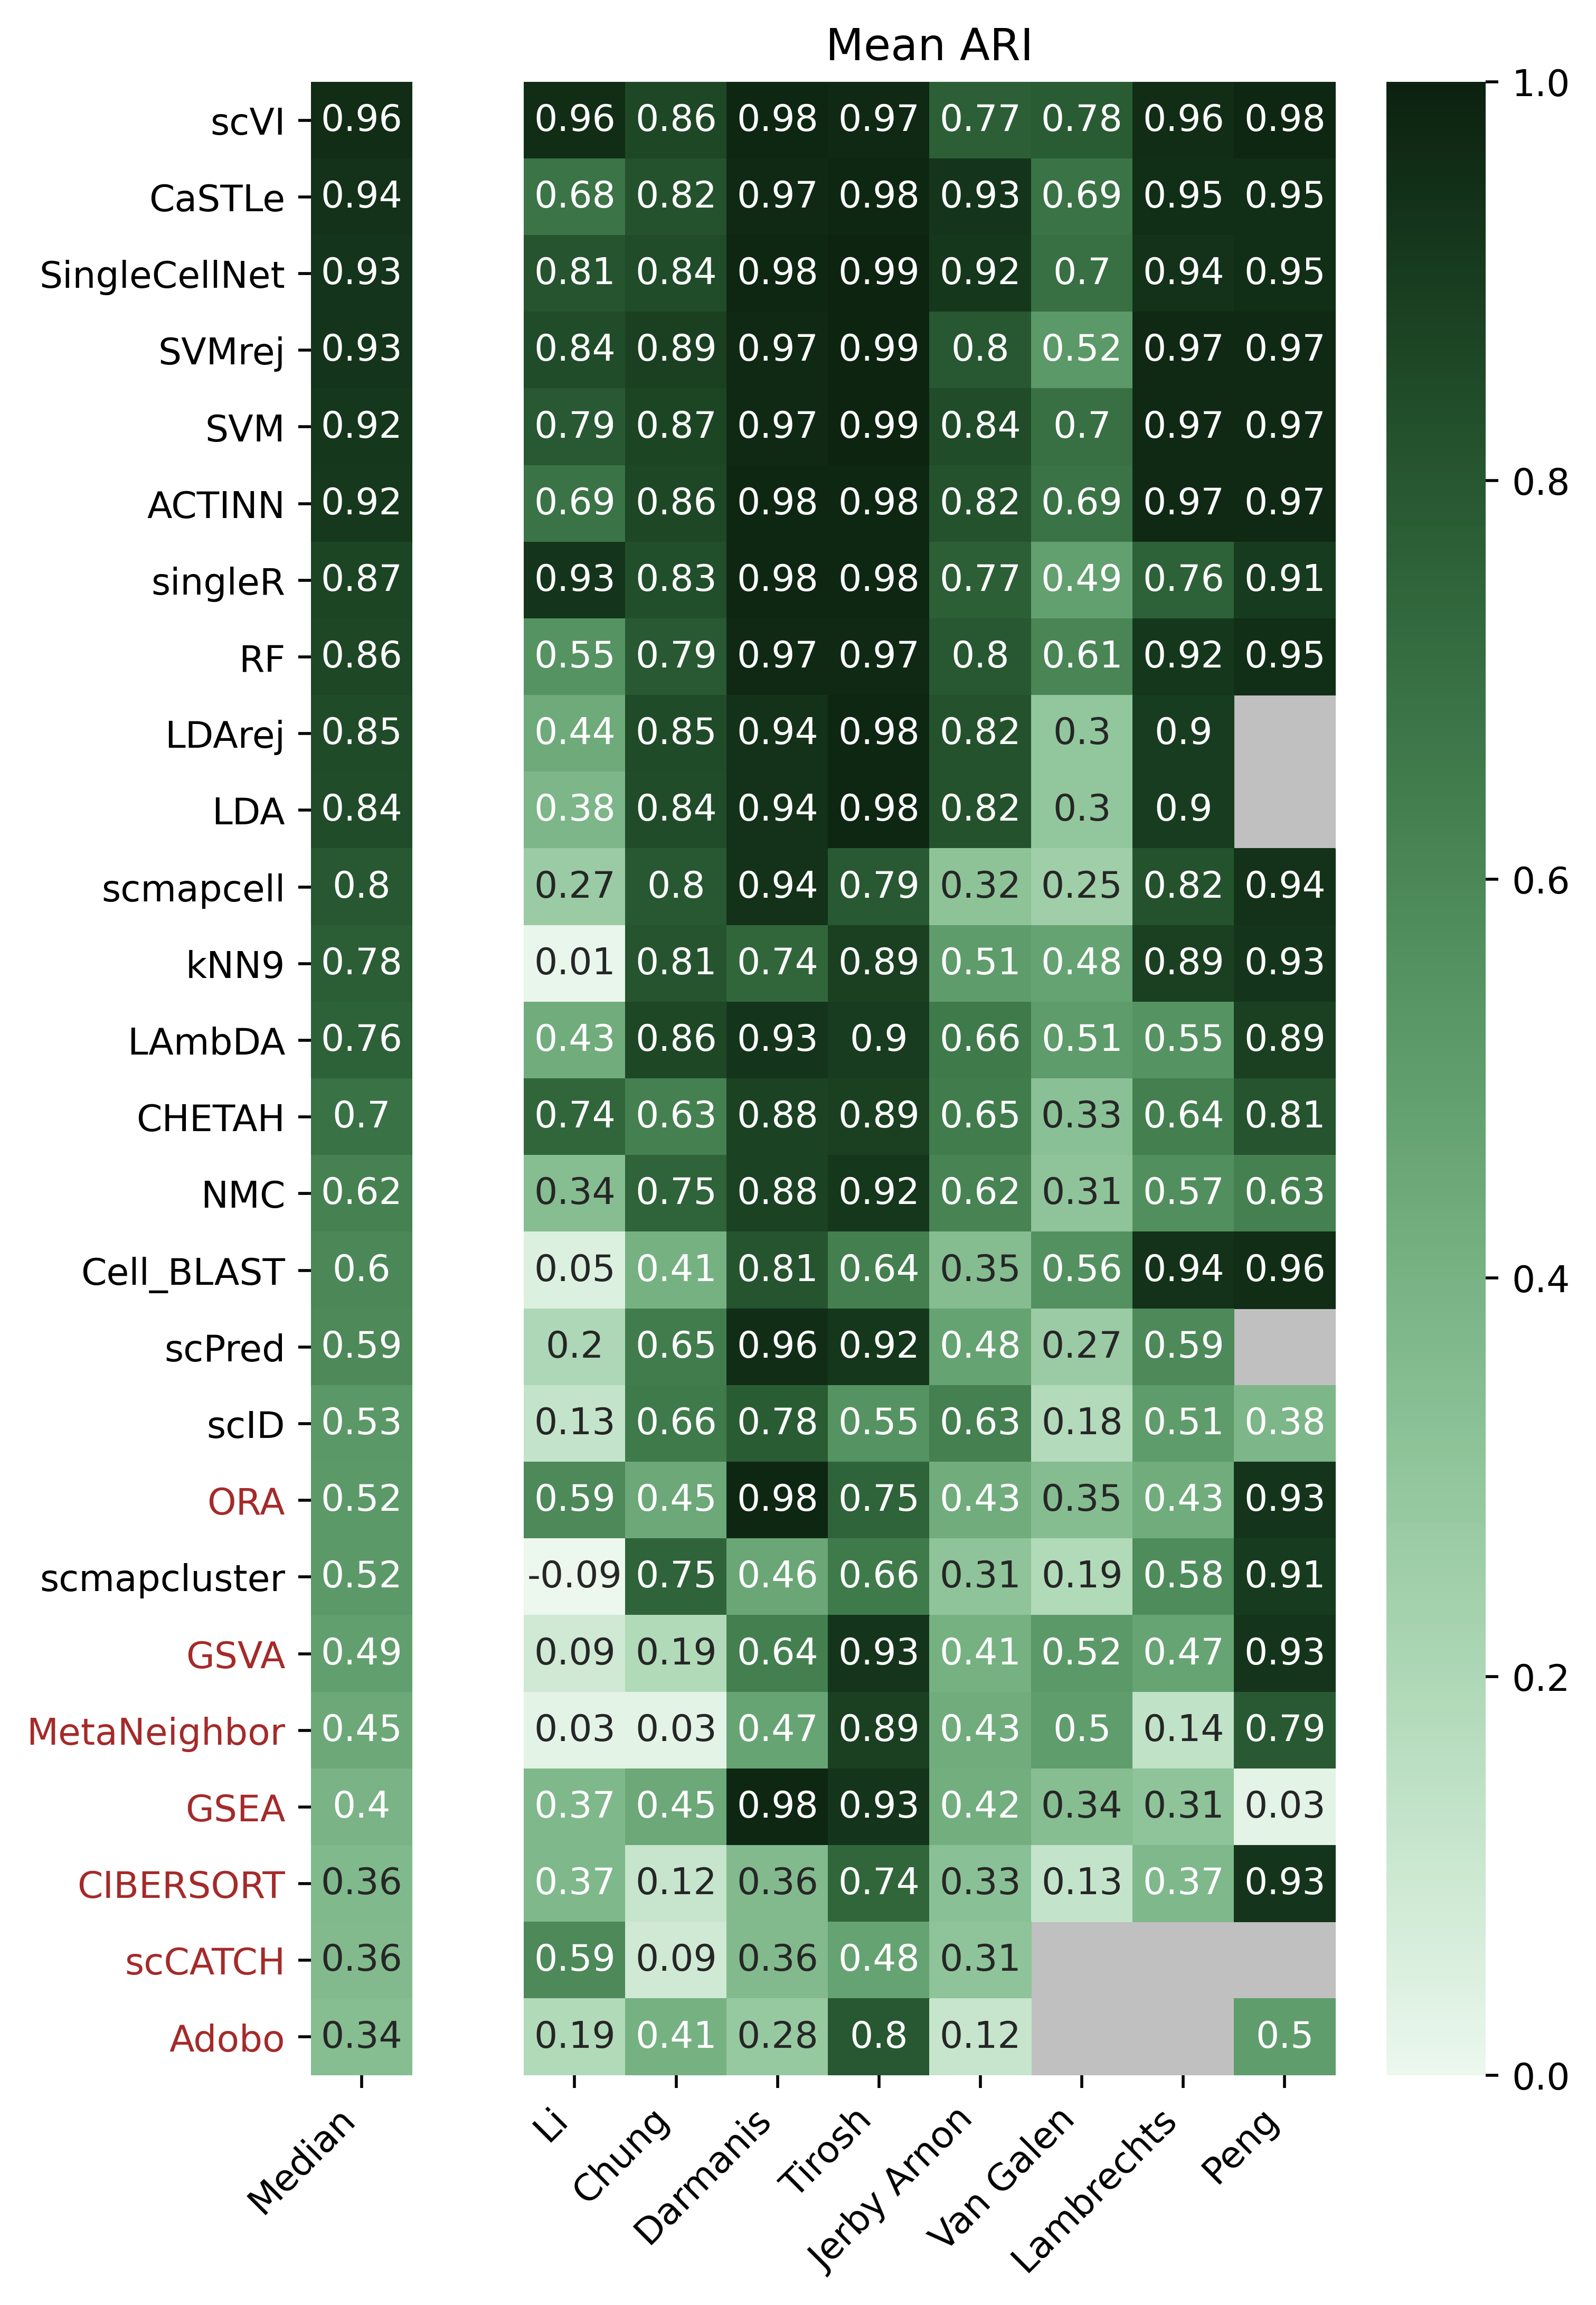 Mean ARI
scVI 0.96 0.96 0.86 0.98 0.97 0.77 0.78 0.96 0.98
CaSTLe 0.94 0.68 0.82 0.97 0.98 0.93 0.69 0.95 0.95
SingleCellNet 0.93 0.81 0.84 0.98 0.99 0.92 0.7 0.94 0.95
SVMrej 0.93 0.84 0.89 0.97 0.99 0.8 0.52 0.97 0.97
SVM 0.92 0.79 0.87 0.97 0.99 0.84 0.7 0.97 0.97
ACTINN 0.92 0.69 0.86 0.98 0.98 0.82 0.69 0.97 0.97
singleR 0.87 0.93 0.83 0.98 0.98 0.77 0.49 0.76 0.91
RF 0.86 0.55 0.79 0.97 0.97 0.8 0.61 0.92 0.95
LDArej 0.85 0.44 0.85 0.94 0.98 0.82 0.3 0.9
LDA 0.84 0.38 0.84 0.94 0.98 0.82 0.3 0.9
scmapcell 0.8 0.27 0.8 0.94 0.79 0.32 0.25 0.82 0.94
kNN9 0.78 0.01 0.81 0.74 0.89 0.51 0.48 0.89 0.93
LAmbDA 0.76 0.43 0.86 0.93 0.9 0.66 0.51 0.55 0.89
CHETAH 0.7 0.74 0.63 0.88 0.89 0.65 0.33 0.64 0.81
NMC 0.62 0.34 0.75 0.88 0.92 0.62 0.31 0.57 0.63
Cell_BLAST 0.6 0.05 0.41 0.81 0.64 0.35 0.56 0.94 0.96
scPred 0.59 0.2 0.65 0.96 0.92 0.48 0.27 0.59
scID 0.53 0.13 0.66 0.78 0.55 0.63 0.18 0.51 0.38
ORA 0.52 0.59 0.45 0.98 0.75 0.43 0.35 0.43 0.93
scmapcluster 0.52 -0.09 0.75 0.46 0.66 0.31 0.19 0.58 0.91
GSVA 0.49 0.09 0.19 0.64 0.93 0.41 0.52 0.47 0.93
MetaNeighbor 0.45 0.03 0.03 0.47 0.89 0.43 0.5 0.14 0.79
GSEA 0.4 0.37 0.45 0.98 0.93 0.42 0.34 0.31 0.03
CIBERSORT 0.36 0.37 0.12 0.36 0.74 0.33 0.13 0.37 0.93
scCATCH 0.36 0.59 0.09 0.36 0.48 0.31
Adobo 0.34 0.19 0.41 0.28 0.8 0.12 0.5
Median Li Chung Darmanis Tirosh Jerby Arnon Van Galen Lambrechts Peng
1.0
0.8
0.6
0.4
0.2
0.0